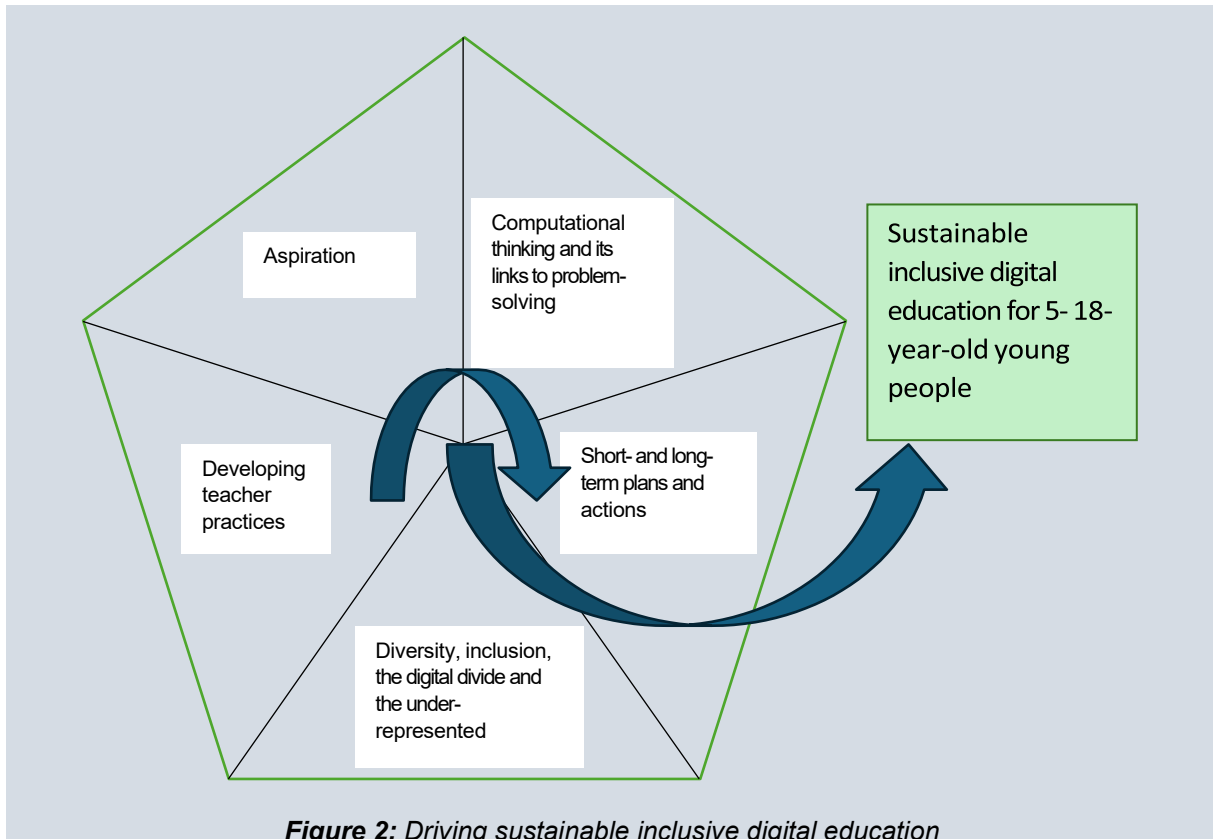 Aspiration
Computational
thinking and its
links to problem-
solving
Sustainable
inclusive digital
education for 5- 18-
year-old young
people
Developing
teacher
practices
Short- and long-
term plans and
actions
Diversity, inclusion,
the digital divide and
the under-
represented
Figure 2: Driving sustainable inclusive digital education